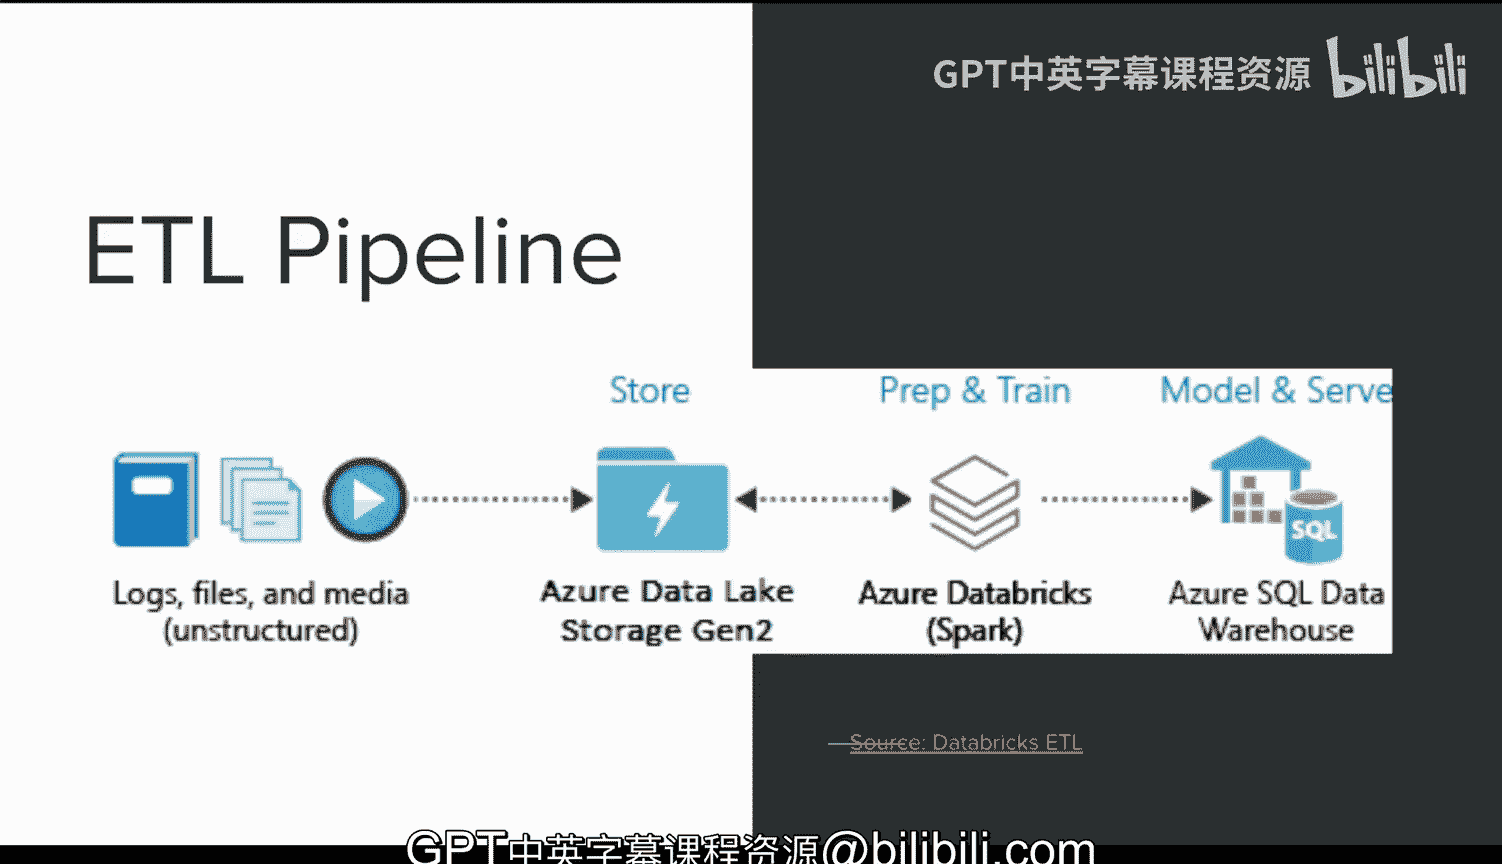 GPT中英字幕课程资源 bilibili
ETL Pipeline
Store
Prep & Train
Model & Serve
SQL
Logs, files, and media
(unstructured)
Azure Data Lake
Storage Gen2
Azure Databricks
(Spark)
Azure SQL Data
Warehouse
Source: Databricks ETL
GPT中英字幕课程资源@bilibili.com